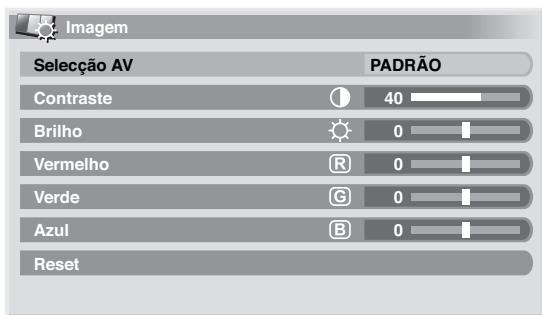 Imagem
Selecção AV PADRÃO
Contraste 40
Brilho 0
Vermelho R 0
Verde G 0
Azul B 0
Reset